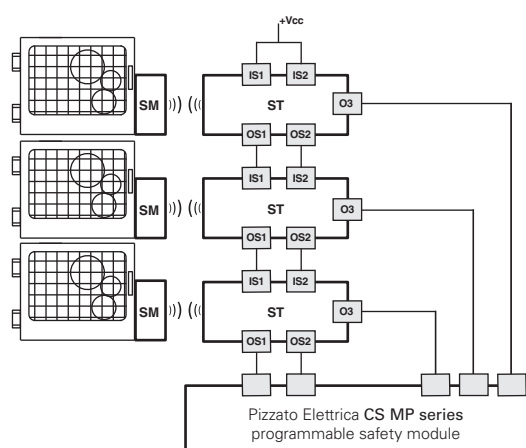 +Vcc
IS1 IS2
SM ST O3
OS1 OS2
IS1 IS2
SM ST O3
OS1 OS2
IS1 IS2
SM ST O3
OS1 OS2
Pizzato Elettrica CS MP series
programmable safety module